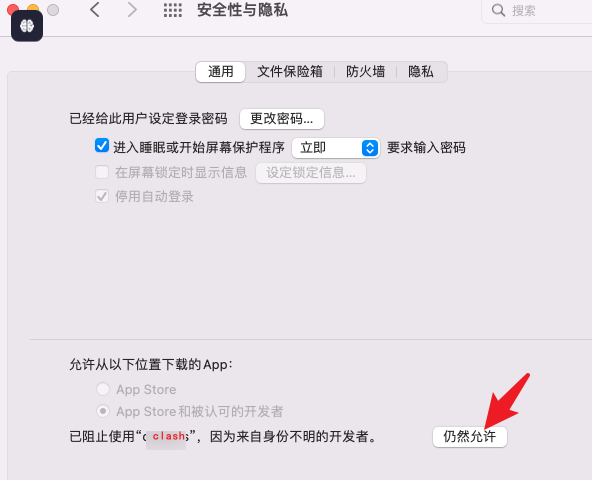 安全性与隐私
搜索
通用 文件保险箱 防火墙 隐私
已经给此用户设定登录密码 更改密码...
进入睡眠或开始屏幕保护程序 立即 要求输入密码
在屏幕锁定时显示信息 设定锁定信息...
停用自动登录
允许从以下位置下载的App：
App Store
App Store和被认可的开发者
已阻止使用“clash”，因为来自身份不明的开发者。 仍然允许